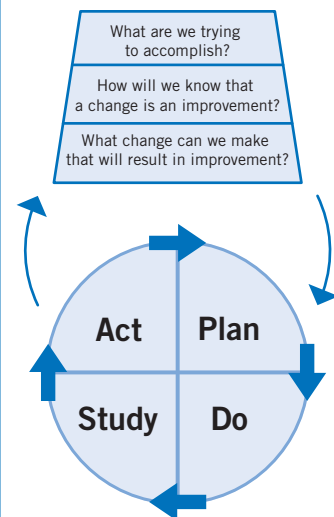 What are we trying
to accomplish?
How will we know that
a change is an improvement?
What change can we make
that will result in improvement?
Act
Plan
Study
Do